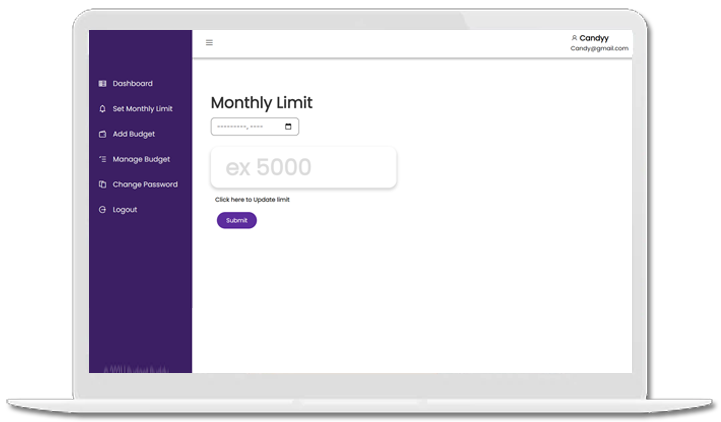 Candyy
Candy@gmail.com
Dashboard
Set Monthly Limit
Add Budget
Manage Budget
Change Password
Logout
Monthly Limit
---------, ----
ex 5000
Click here to Update limit
Submit